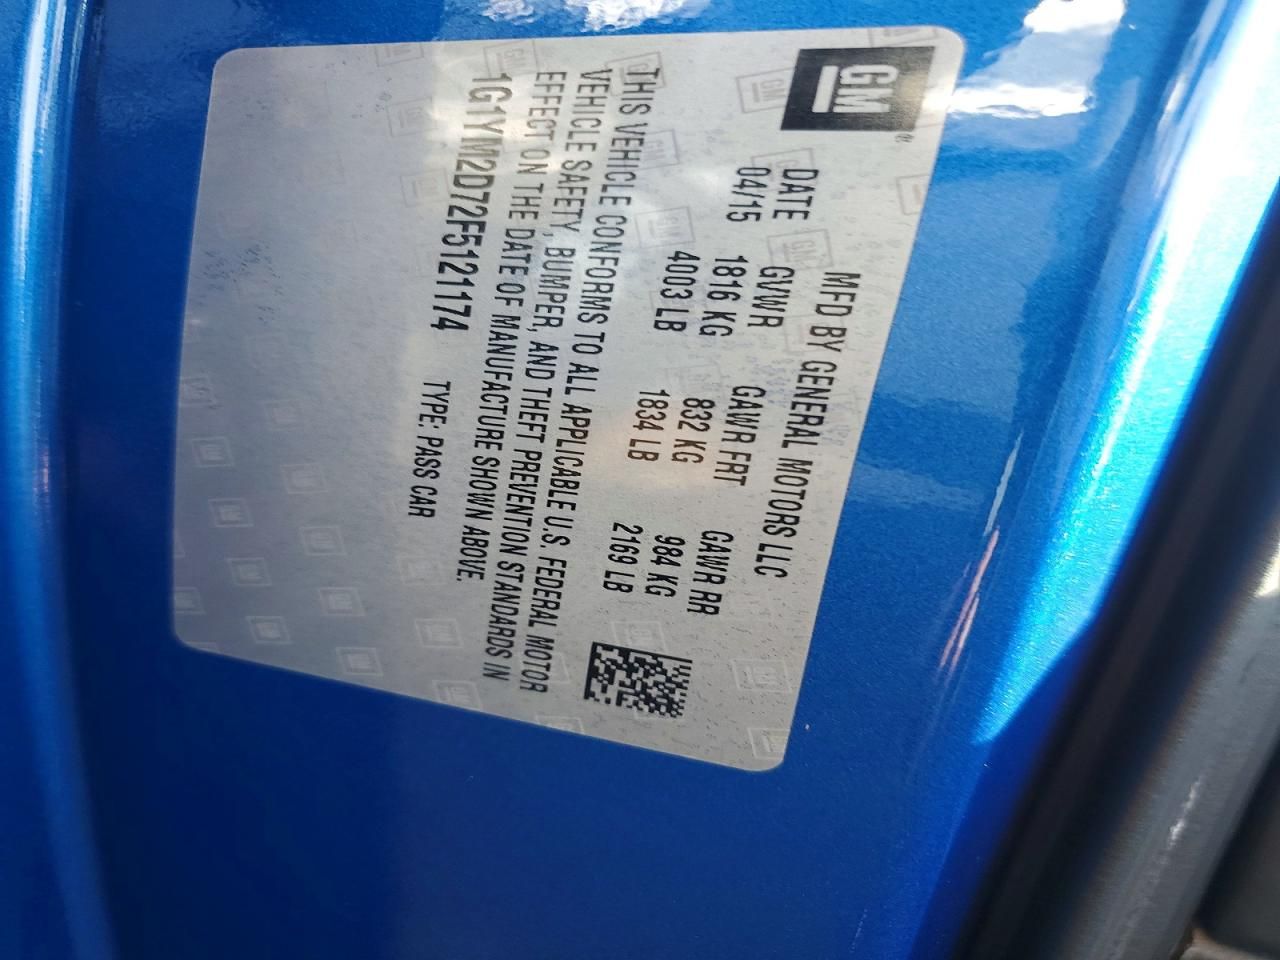 GM®
MFD BY GENERAL MOTORS LLC
DATE GVWR GAWR FRT GAWR RR
04/15 1816 KG 832 KG 984 KG
4003 LB 1834 LB 2169 LB
THIS VEHICLE CONFORMS TO ALL APPLICABLE U.S. FEDERAL MOTOR
VEHICLE SAFETY, BUMPER, AND THEFT PREVENTION STANDARDS IN
EFFECT ON THE DATE OF MANUFACTURE SHOWN ABOVE.
1G1YM2D72F5121174 TYPE: PASS CAR